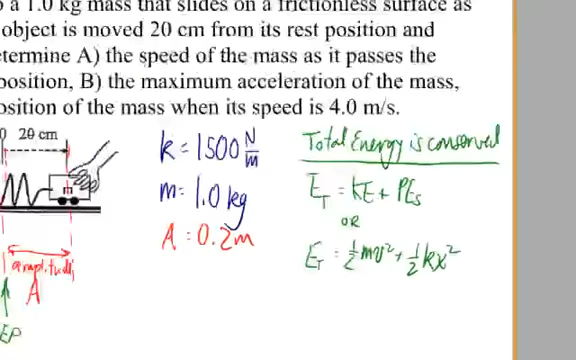 a 1.0 kg mass that slides on a frictionless surface as
object is moved 20 cm from its rest position and
termine A) the speed of the mass as it passes the
position, B) the maximum acceleration of the mass,
osition of the mass when its speed is 4.0 m/s.
20 cm
m
amplitude
A
EP
k = 1500 N/m
m = 1.0 kg
A = 0.2m
Total Energy is conserved
E_T = KE + PE_s
OR
E_T = ½mv² + ½kx²